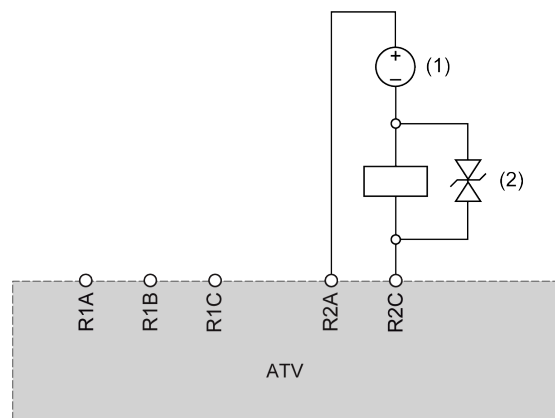 +
(1)
−
(2)
R1A
R1B
R1C
R2A
R2C
ATV